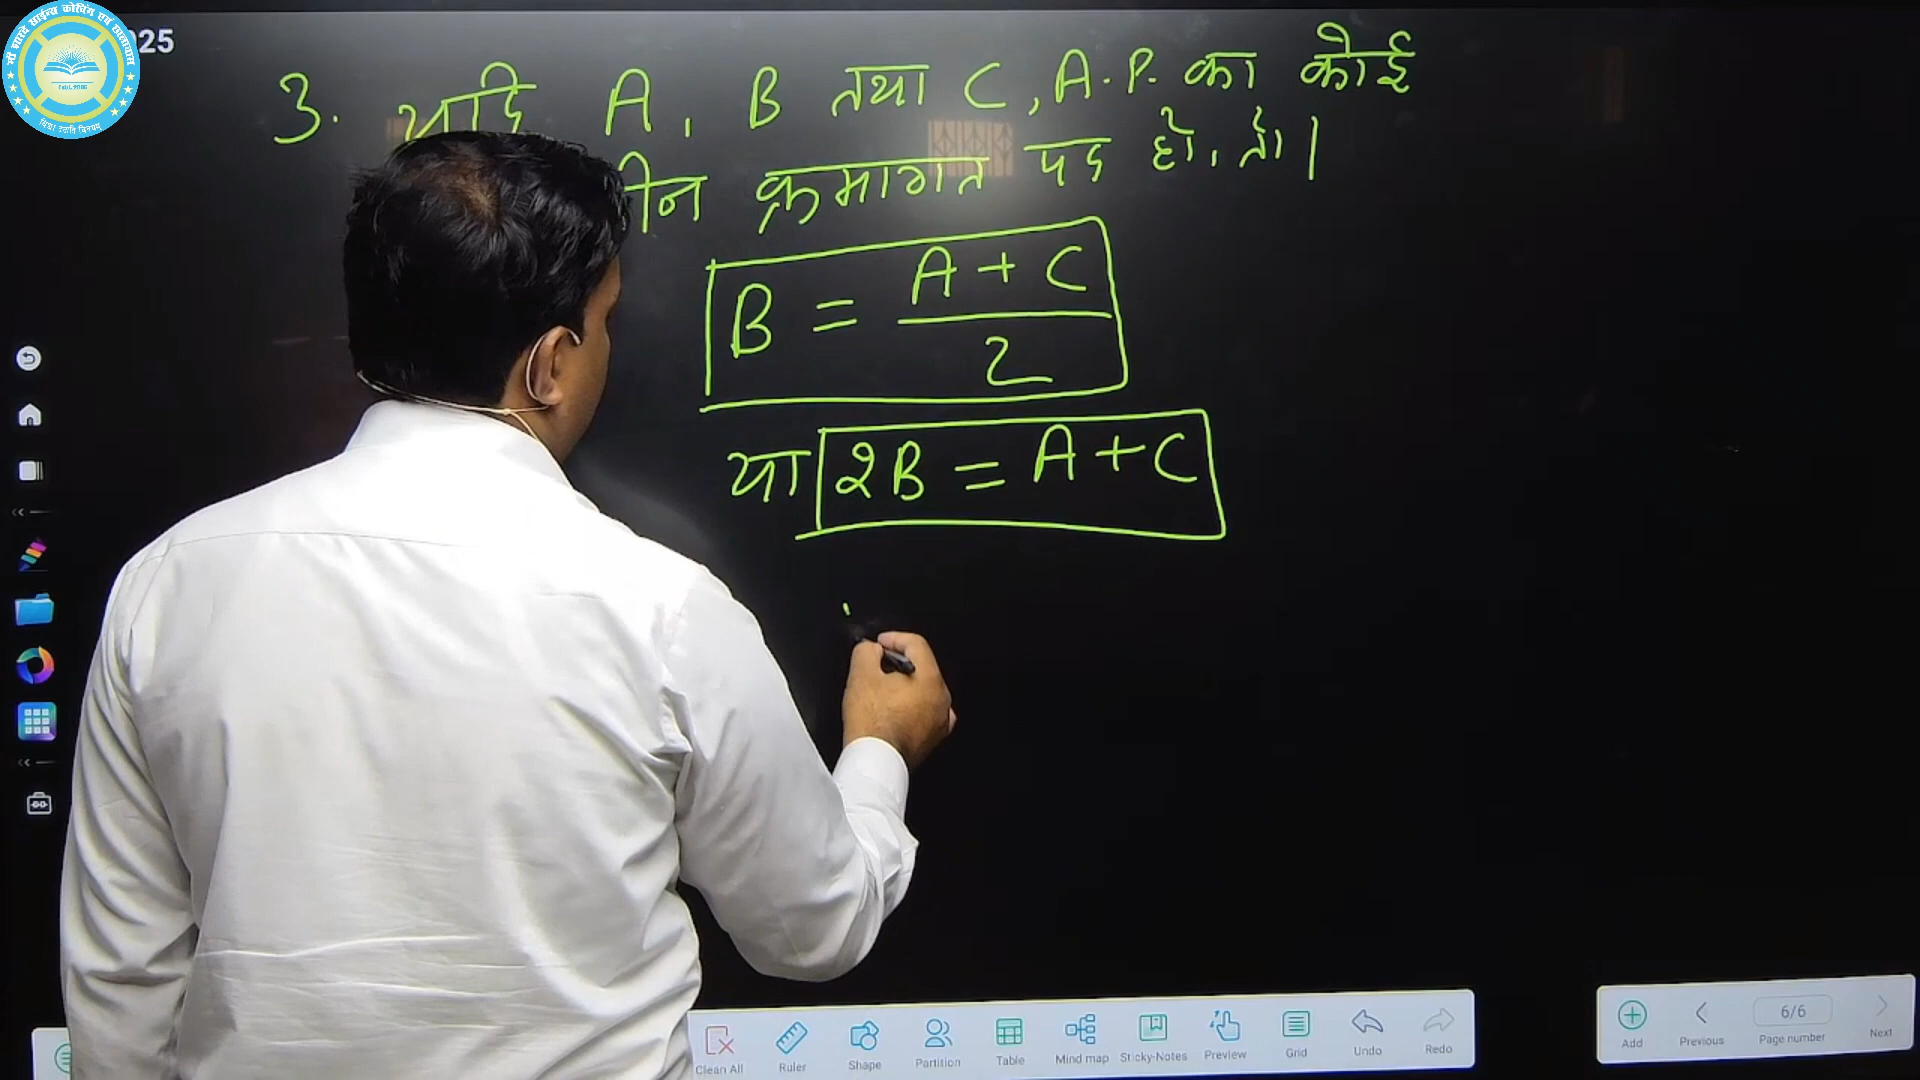 25
3. यदि A, B तथा C, A.P. का कोई
तीन क्रमागत पद हो, तो।
B = A + C / 2
या 2B = A + C
Clean All Ruler Shape Partition Table Mind map Sticky-Notes Preview Grid Undo Redo
Add Previous 6/6 Page number Next